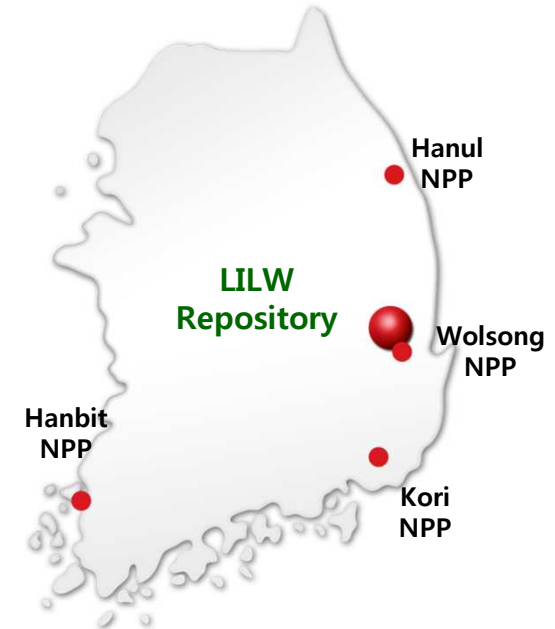 Hanul
NPP
LILW
Repository
Wolsong
NPP
Hanbit
NPP
Kori
NPP